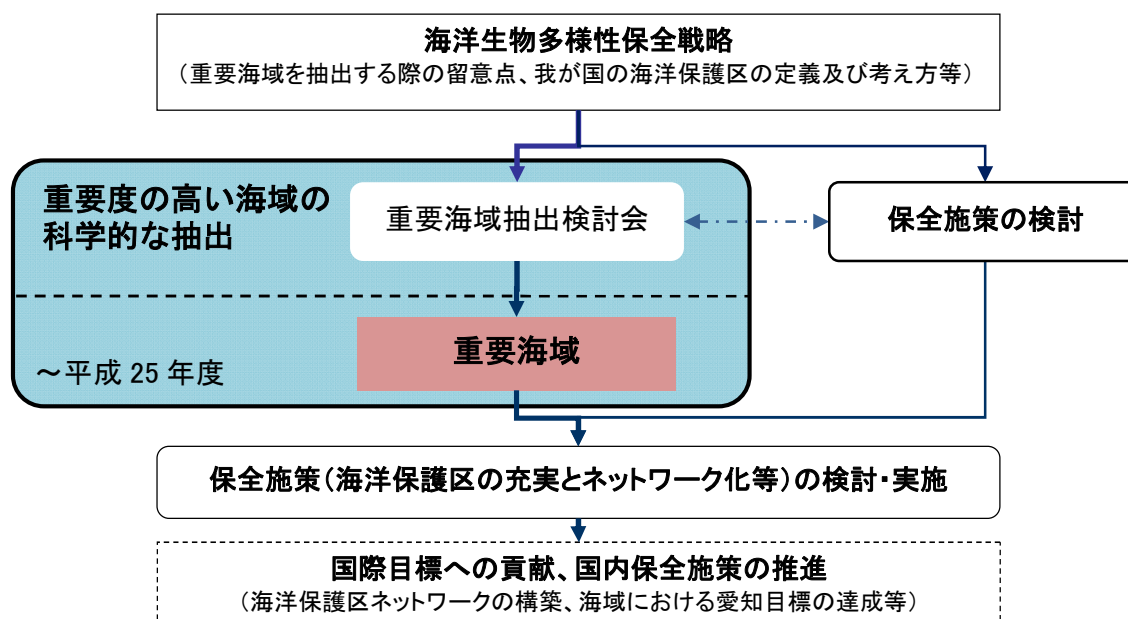 海洋生物多様性保全戦略
（重要海域を抽出する際の留意点、我が国の海洋保護区の定義及び考え方等）
重要度の高い海域の
科学的な抽出
重要海域抽出検討会
保全施策の検討
重要海域
～平成 25 年度
保全施策（海洋保護区の充実とネットワーク化等）の検討・実施
国際目標への貢献、国内保全施策の推進
（海洋保護区ネットワークの構築、海域における愛知目標の達成等）